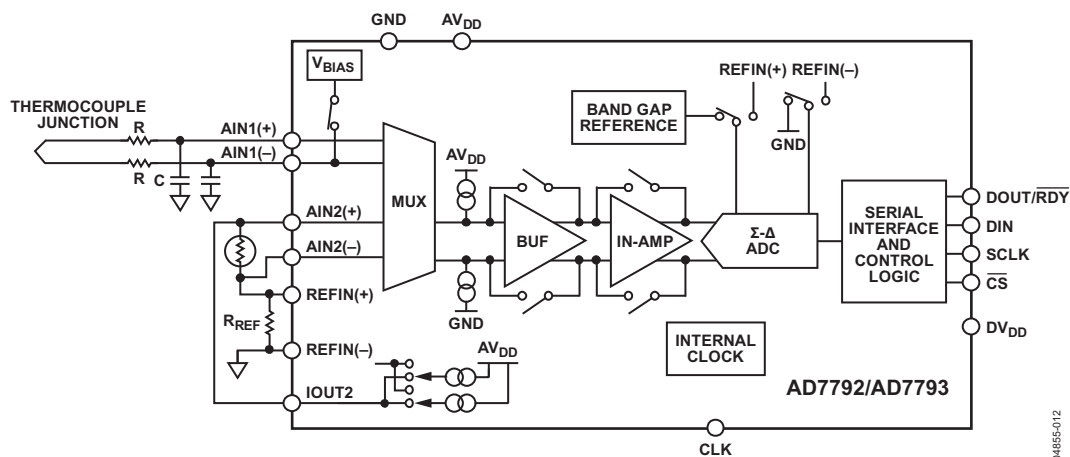 GND
AVDD
VBIAS
REFIN(+) REFIN(–)
THERMOCOUPLE
JUNCTION
BAND GAP
REFERENCE
R
AIN1(+)
GND
AIN1(–)
AVDD
R
C
MUX
SERIAL
INTERFACE
AND
CONTROL
LOGIC
DOUT/RDY
AIN2(+)
BUF
IN-AMP
Σ-Δ
ADC
DIN
AIN2(–)
SCLK
CS
REFIN(+)
GND
RREF
INTERNAL
CLOCK
DVDD
REFIN(–)
AVDD
IOUT2
AD7792/AD7793
CLK
04855-012